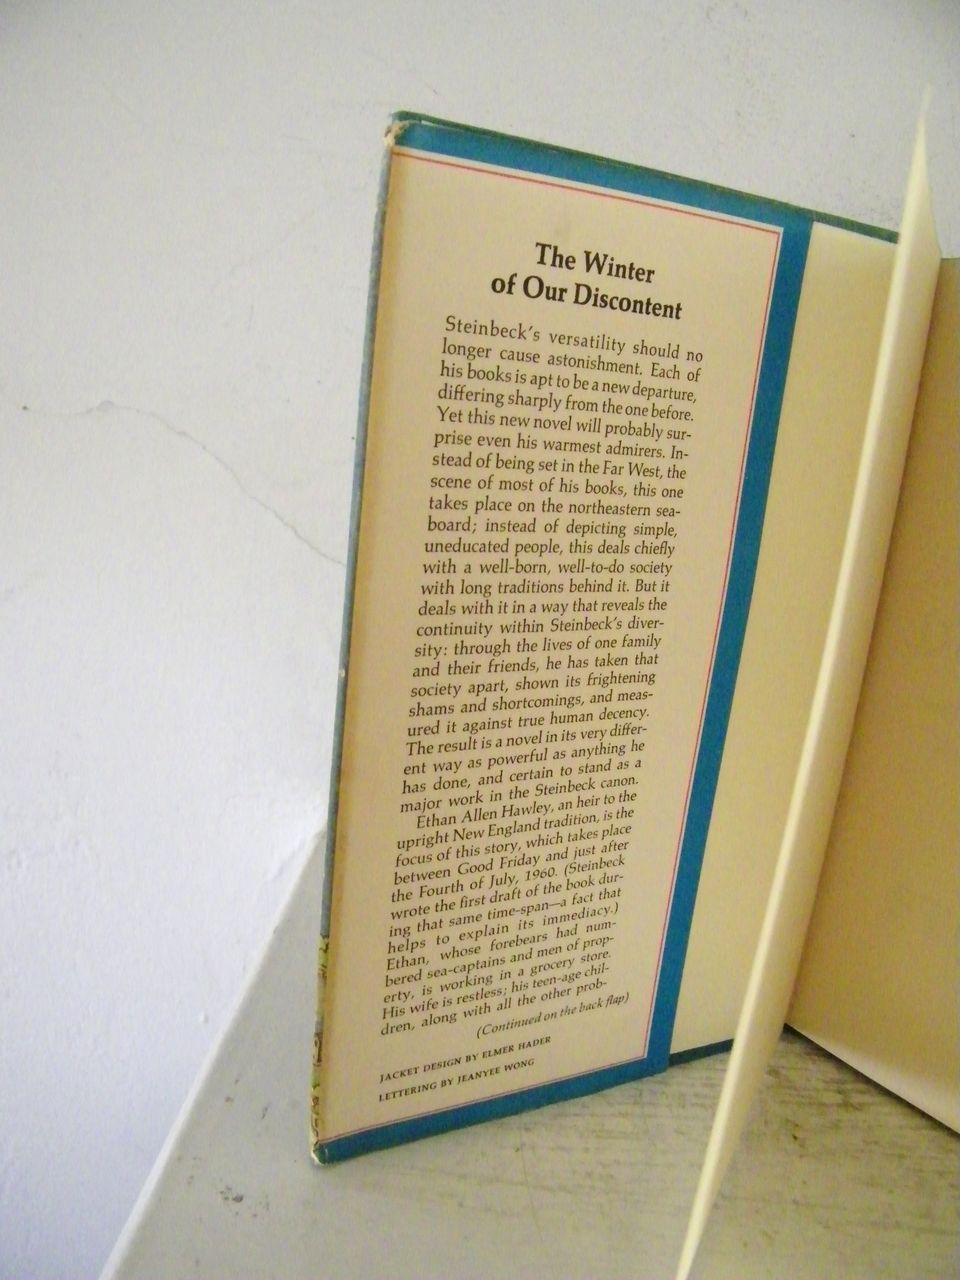 The Winter
of Our Discontent
Steinbeck's versatility should no
longer cause astonishment. Each of
his books is apt to be a new departure,
differing sharply from the one before.
Yet this new novel will probably sur-
prise even his warmest admirers. In-
stead of being set in the Far West, the
scene of most of his books, this one
takes place on the northeastern sea-
board; instead of depicting simple,
uneducated people, this deals chiefly
with a well-born, well-to-do society
with long traditions behind it. But it
deals with it in a way that reveals the
continuity within Steinbeck's diver-
sity: through the lives of one family
and their friends, he has taken that
society apart, shown its frightening
shams and shortcomings, and meas-
ured it against true human decency.
The result is a novel in its very differ-
ent way as powerful as anything he
has done, and certain to stand as a
major work in the Steinbeck canon.
Ethan Allen Hawley, an heir to the
upright New England tradition, is the
focus of this story, which takes place
between Good Friday and just after
the Fourth of July, 1960. (Steinbeck
wrote the first draft of the book dur-
ing that same time-span—a fact that
helps to explain its immediacy.)
Ethan, whose forebears had num-
bered sea-captains and men of prop-
erty, is working in a grocery store.
His wife is restless; his teen-age chil-
dren, along with all the other prob-
(Continued on the back flap)
JACKET DESIGN BY ELMER HADER
LETTERING BY JEANYEE WONG